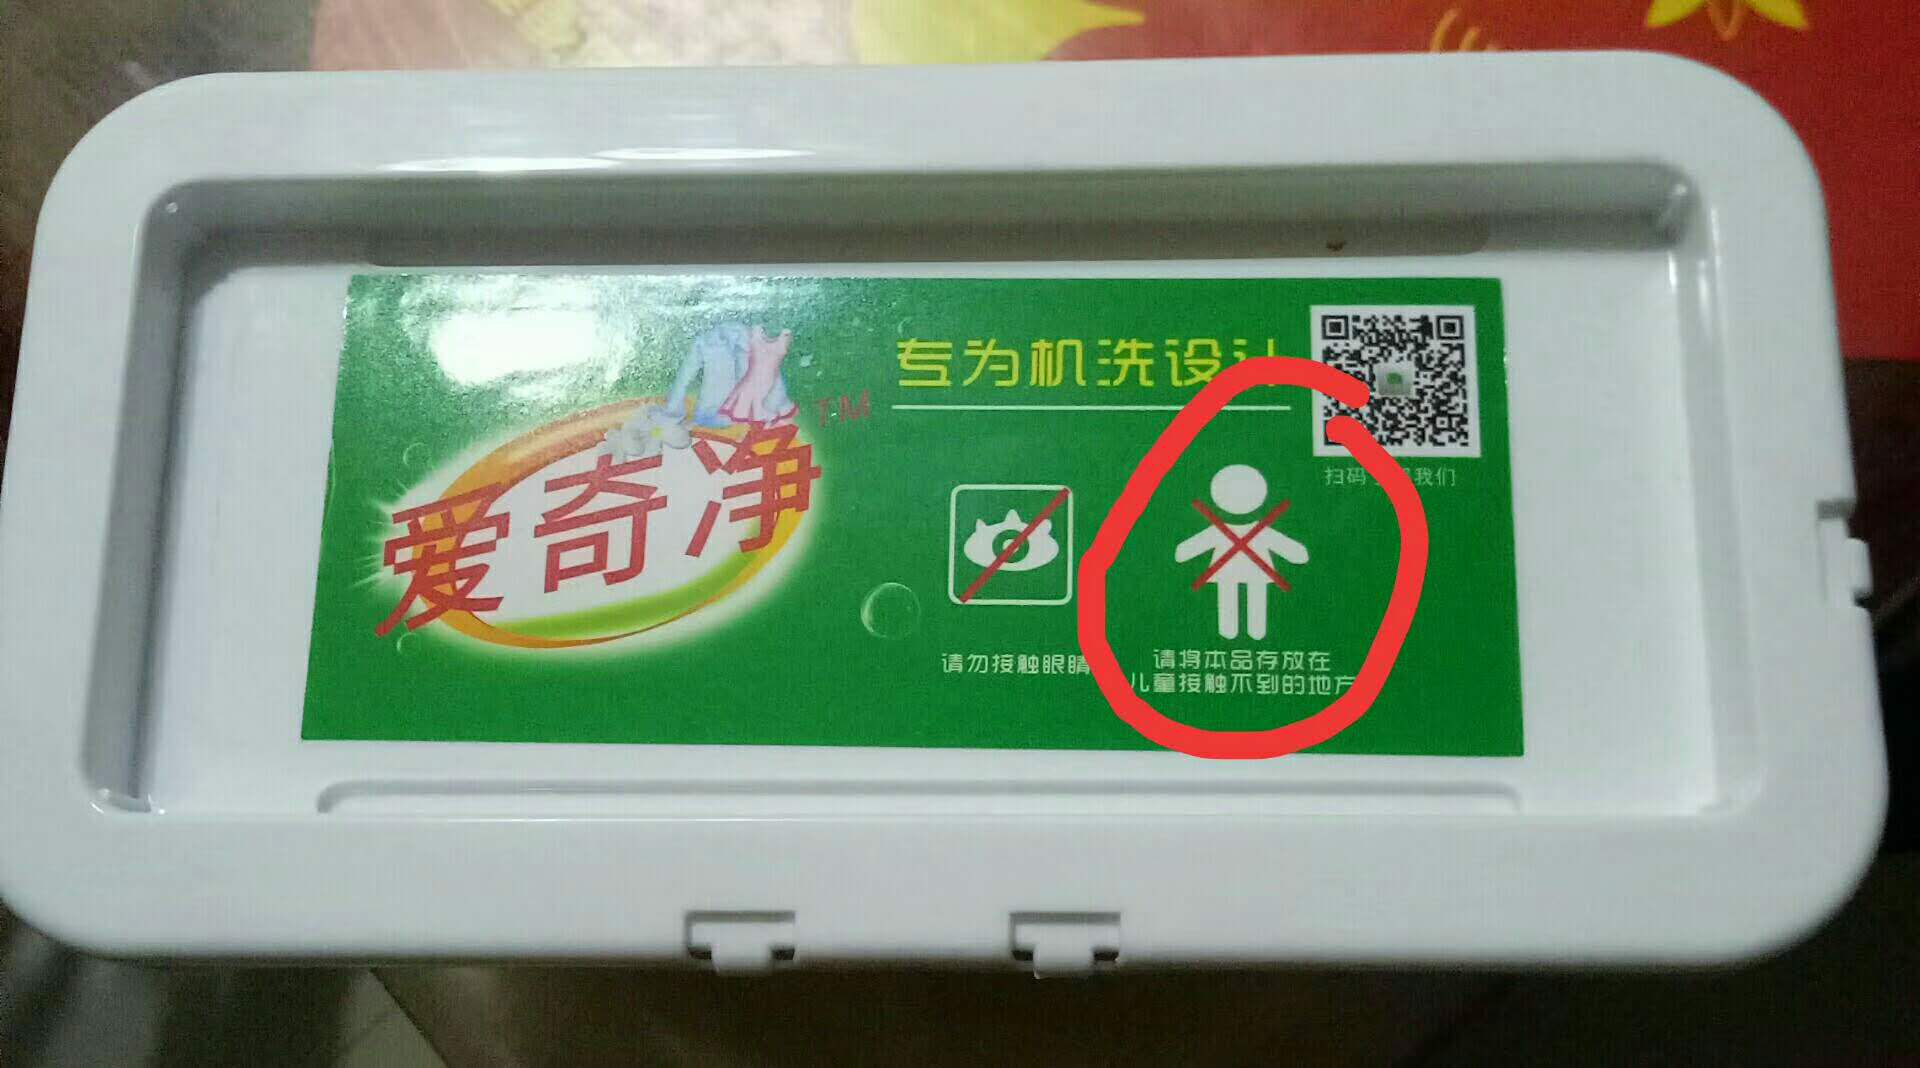 爱奇净
TM
专为机洗设计
扫码 我们
请勿接触眼睛
请将本品存放在
儿童接触不到的地方